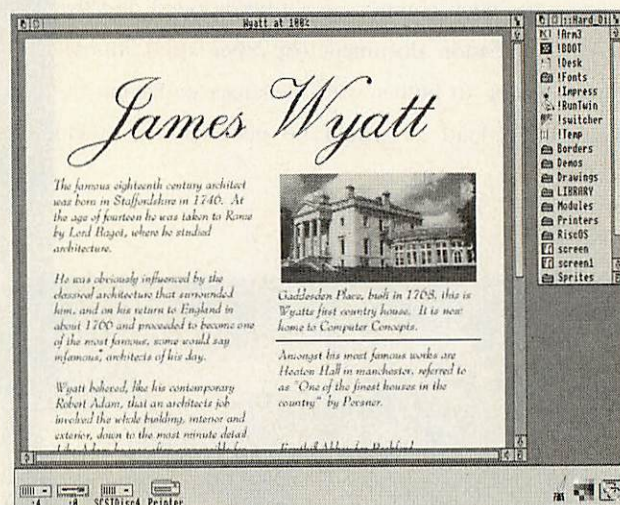 Wyatt at 100%
James Wyatt
The famous eighteenth century architect
was born in Staffordshire in 1746. At
the age of fourteen he was taken to Rome
by Lord Bagot, where he studied
architecture.
He was obviously influenced by the
classical architecture that surrounded
him, and on his return to England in
about 1766 and proceeded to become one
of the most famous, some would say
infamous, architects of his day.
Wyatt believed, like his contemporary
Robert Adam, that an architects job
involved the whole building, interior and
exterior, down to the most minute detail
Gaddesden Place, built in 1768, this is
Wyatts first country house. It is now
home to Computer Concepts.
Amongst his most famous works are
Heaton Hall in manchester, referred to
as "One of the finest houses in the
country" by Pevsner.
::Hard_Di
!Arm3
!BOOT
!Desk
!Fonts
!Impress
!RunTwin
!switcher
!Temp
Borders
Demos
Drawings
LIBRARY
Modules
Printers
RiscOS
screen
screen1
Sprites
:4
:0
SCSIDisc4
Printer